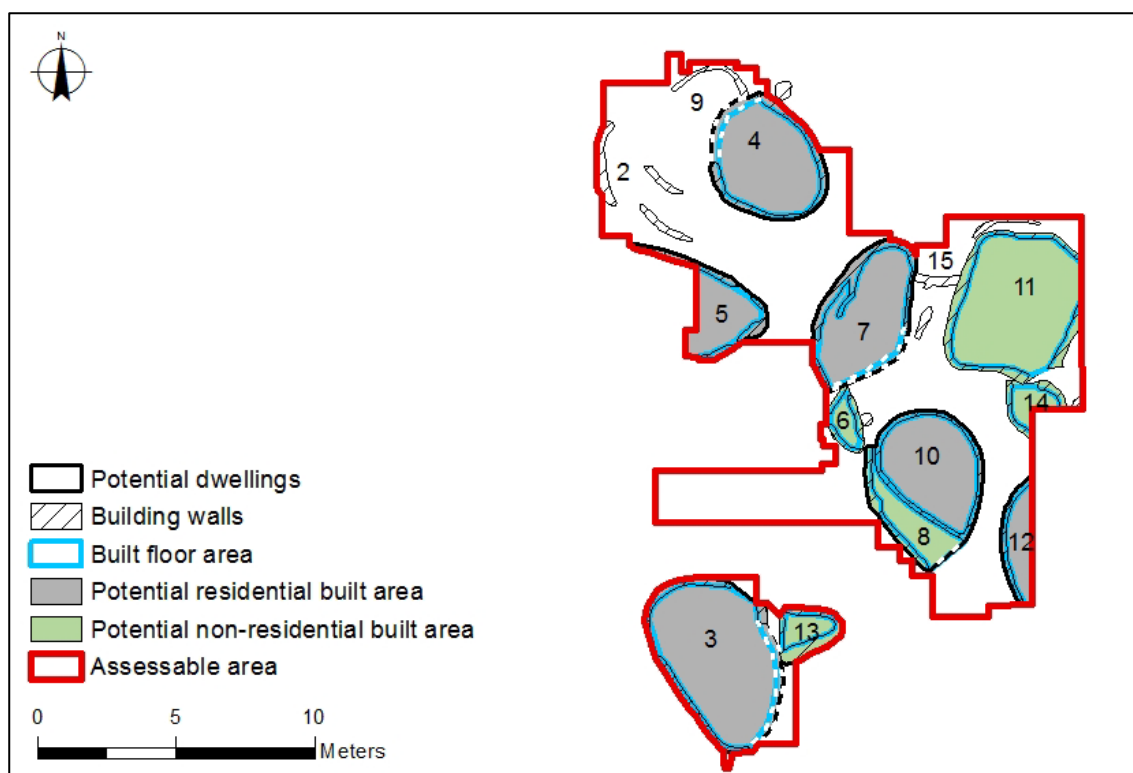 N
9
4
2
15
11
5
7
14
6
10
8
12
3
13
Potential dwellings
Building walls
Built floor area
Potential residential built area
Potential non-residential built area
Assessable area
0 5 10
Meters